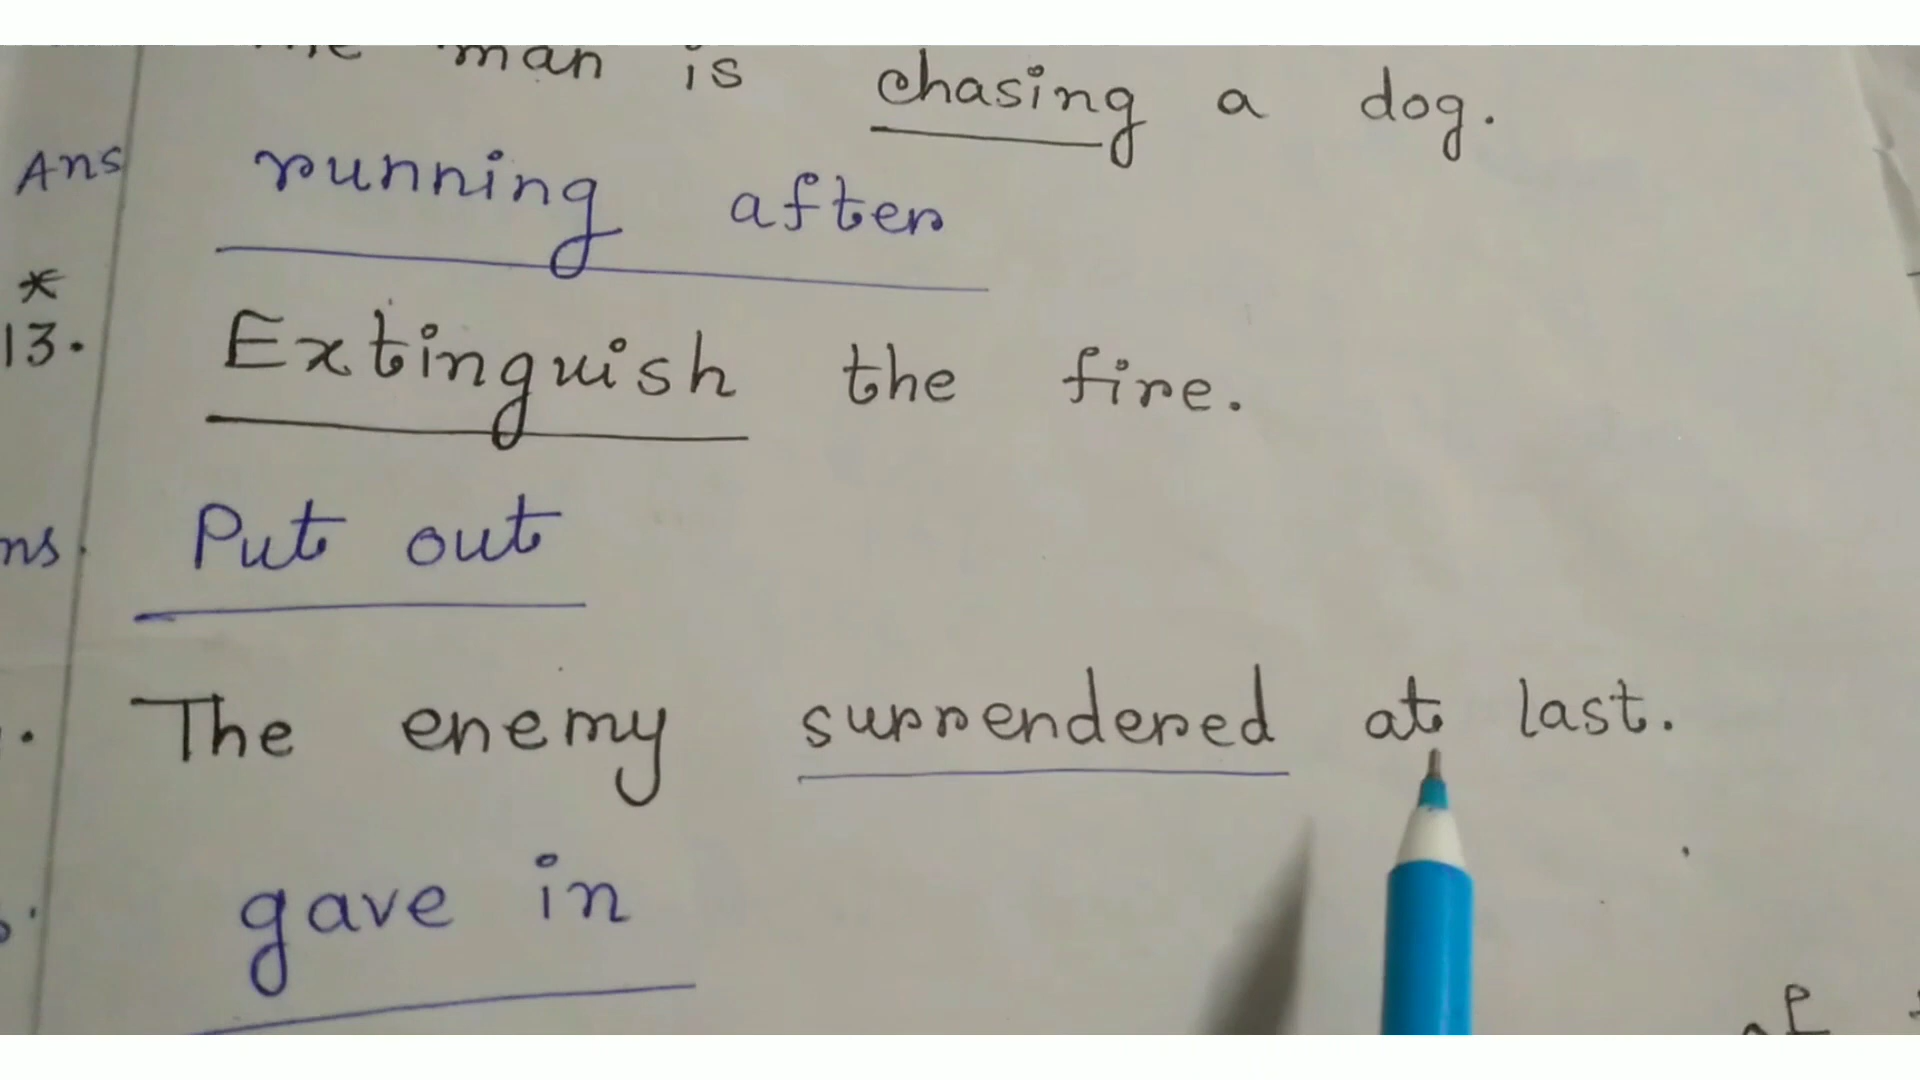 man is chasing a dog.
Ans running after
*
13. Extinguish the fire.
ns. Put out
. The enemy surrendered at last.
gave in